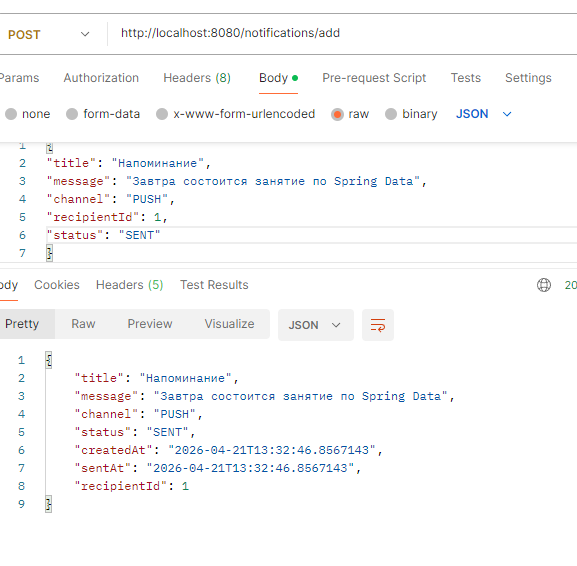 POST http://localhost:8080/notifications/add
Params Authorization Headers (8) Body Pre-request Script Tests Settings
none form-data x-www-form-urlencoded raw binary JSON
1 {
2 "title": "Напоминание",
3 "message": "Завтра состоится занятие по Spring Data",
4 "channel": "PUSH",
5 "recipientId": 1,
6 "status": "SENT"
7 }
ody Cookies Headers (5) Test Results 20
Pretty Raw Preview Visualize JSON
1 {
2 "title": "Напоминание",
3 "message": "Завтра состоится занятие по Spring Data",
4 "channel": "PUSH",
5 "status": "SENT",
6 "createdAt": "2026-04-21T13:32:46.8567143",
7 "sentAt": "2026-04-21T13:32:46.8567143",
8 "recipientId": 1
9 }